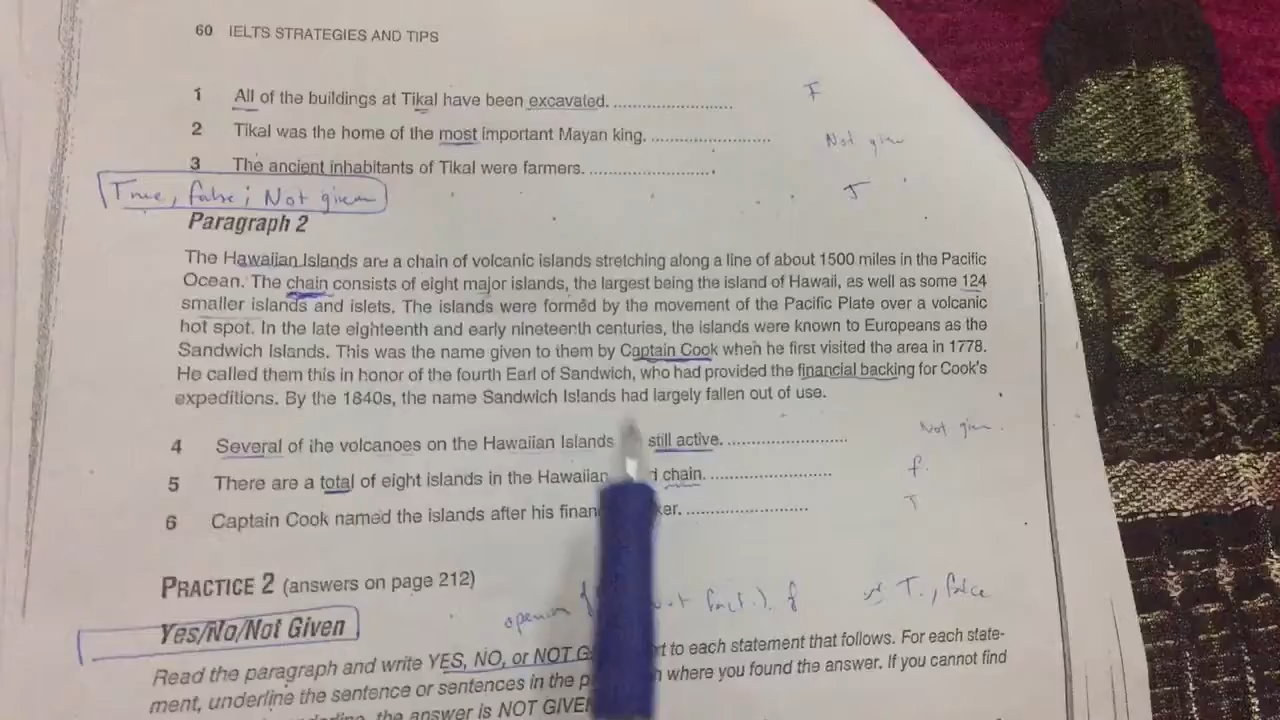 60 IELTS STRATEGIES AND TIPS
1 All of the buildings at Tikal have been excavated. ........................ F
2 Tikal was the home of the most important Mayan king. ........................ Not given
3 The ancient inhabitants of Tikal were farmers. ......................... T
True, false, Not given
Paragraph 2
The Hawaiian Islands are a chain of volcanic islands stretching along a line of about 1500 miles in the Pacific
Ocean. The chain consists of eight major islands, the largest being the island of Hawaii, as well as some 124
smaller islands and islets. The islands were formed by the movement of the Pacific Plate over a volcanic
hot spot. In the late eighteenth and early nineteenth centuries, the islands were known to Europeans as the
Sandwich Islands. This was the name given to them by Captain Cook when he first visited the area in 1778.
He called them this in honor of the fourth Earl of Sandwich, who had provided the financial backing for Cook's
expeditions. By the 1840s, the name Sandwich Islands had largely fallen out of use.
4 Several of the volcanoes on the Hawaiian Islands still active. ........................ Not given
5 There are a total of eight islands in the Hawaiian chain. ........................ f
6 Captain Cook named the islands after his ........................ T
PRACTICE 2 (answers on page 212)
T., false
Yes/No/Not Given
Read the paragraph and write YES, NO, or NOT to each statement that follows. For each state-
ment, underline the sentence or sentences in the where you found the answer. If you cannot find
the answer is NOT GIVEN